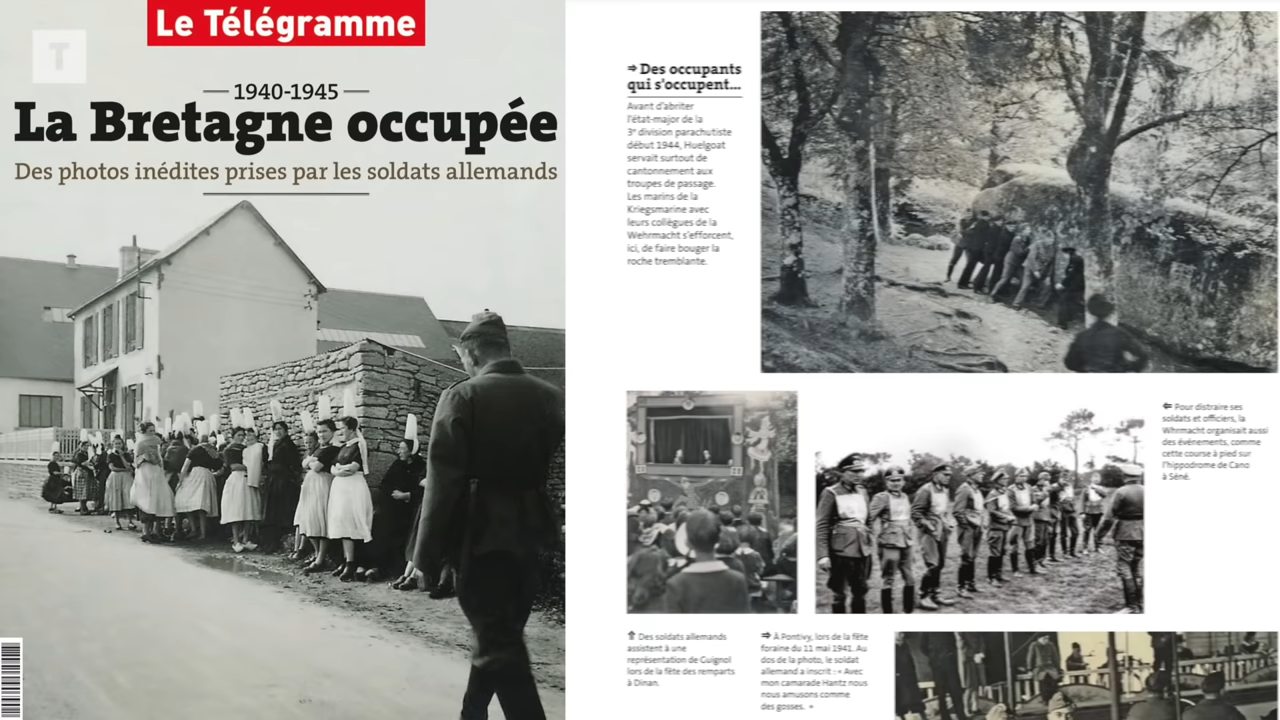 Le Télégramme
T
1940-1945
La Bretagne occupée
Des photos inédites prises par les soldats allemands
⇒ Des occupants
qui s'occupent...
Avant d'abriter
l'état-major de la
3e division parachutiste
début 1944, Huelgoat
servait surtout de
cantonnement aux
troupes de passage.
Les marins de la
Kriegsmarine avec
leurs collègues de la
Wehrmacht s'efforcent,
ici, de faire bouger la
roche tremblante.
⇐ Pour distraire ses
soldats et officiers, la
Whrmacht organisait aussi
des événements, comme
cette course à pied sur
l'hippodrome de Cano
à Séné.
⇑ Des soldats allemands
assistent à une
représentation de Guignol
lors de la fête des remparts
à Dinan.
⇒ À Pontivy, lors de la fête
foraine du 11 mai 1941. Au
dos de la photo, le soldat
allemand a inscrit : « Avec
mon camarade Hantz nous
nous amusons comme
des gosses. »